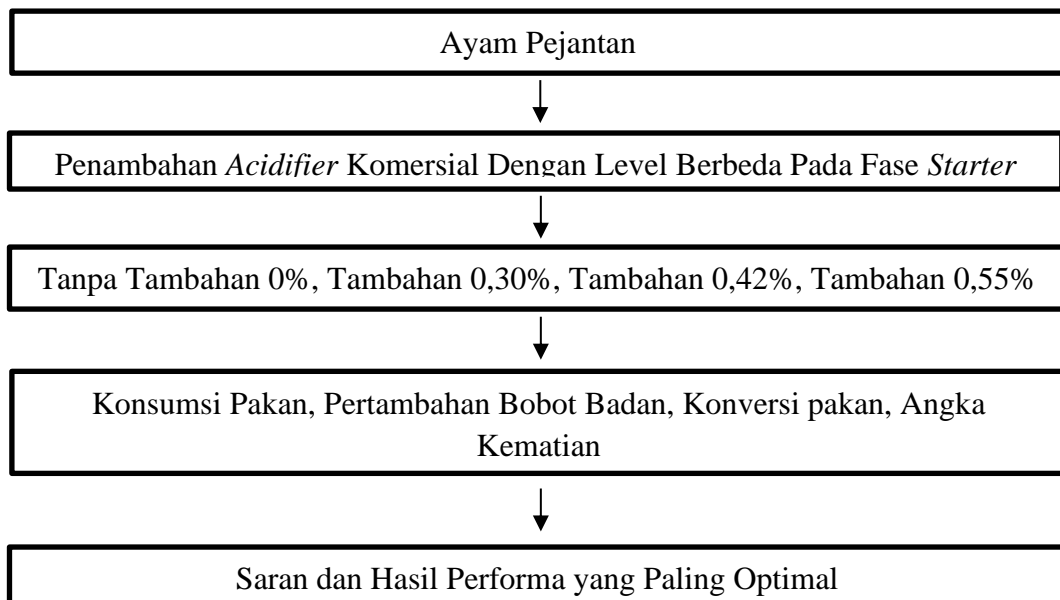 Ayam Pejantan
Penambahan Acidifier Komersial Dengan Level Berbeda Pada Fase Starter
Tanpa Tambahan 0%, Tambahan 0,30%, Tambahan 0,42%, Tambahan 0,55%
Konsumsi Pakan, Pertambahan Bobot Badan, Konversi pakan, Angka
Kematian
Saran dan Hasil Performa yang Paling Optimal